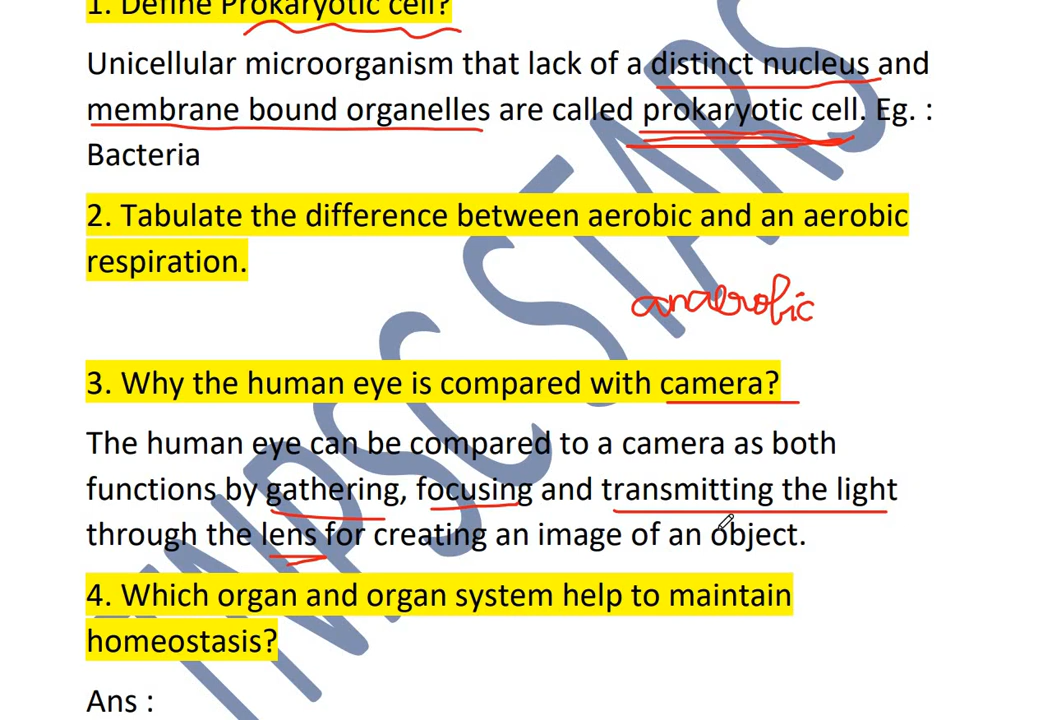 1. Define Prokaryotic cell?
Unicellular microorganism that lack of a distinct nucleus and
membrane bound organelles are called prokaryotic cell. Eg. :
Bacteria
2. Tabulate the difference between aerobic and an aerobic
respiration.
anabrobic
3. Why the human eye is compared with camera?
The human eye can be compared to a camera as both
functions by gathering, focusing and transmitting the light
through the lens for creating an image of an object.
4. Which organ and organ system help to maintain
homeostasis?
Ans :
TNPSC STARS